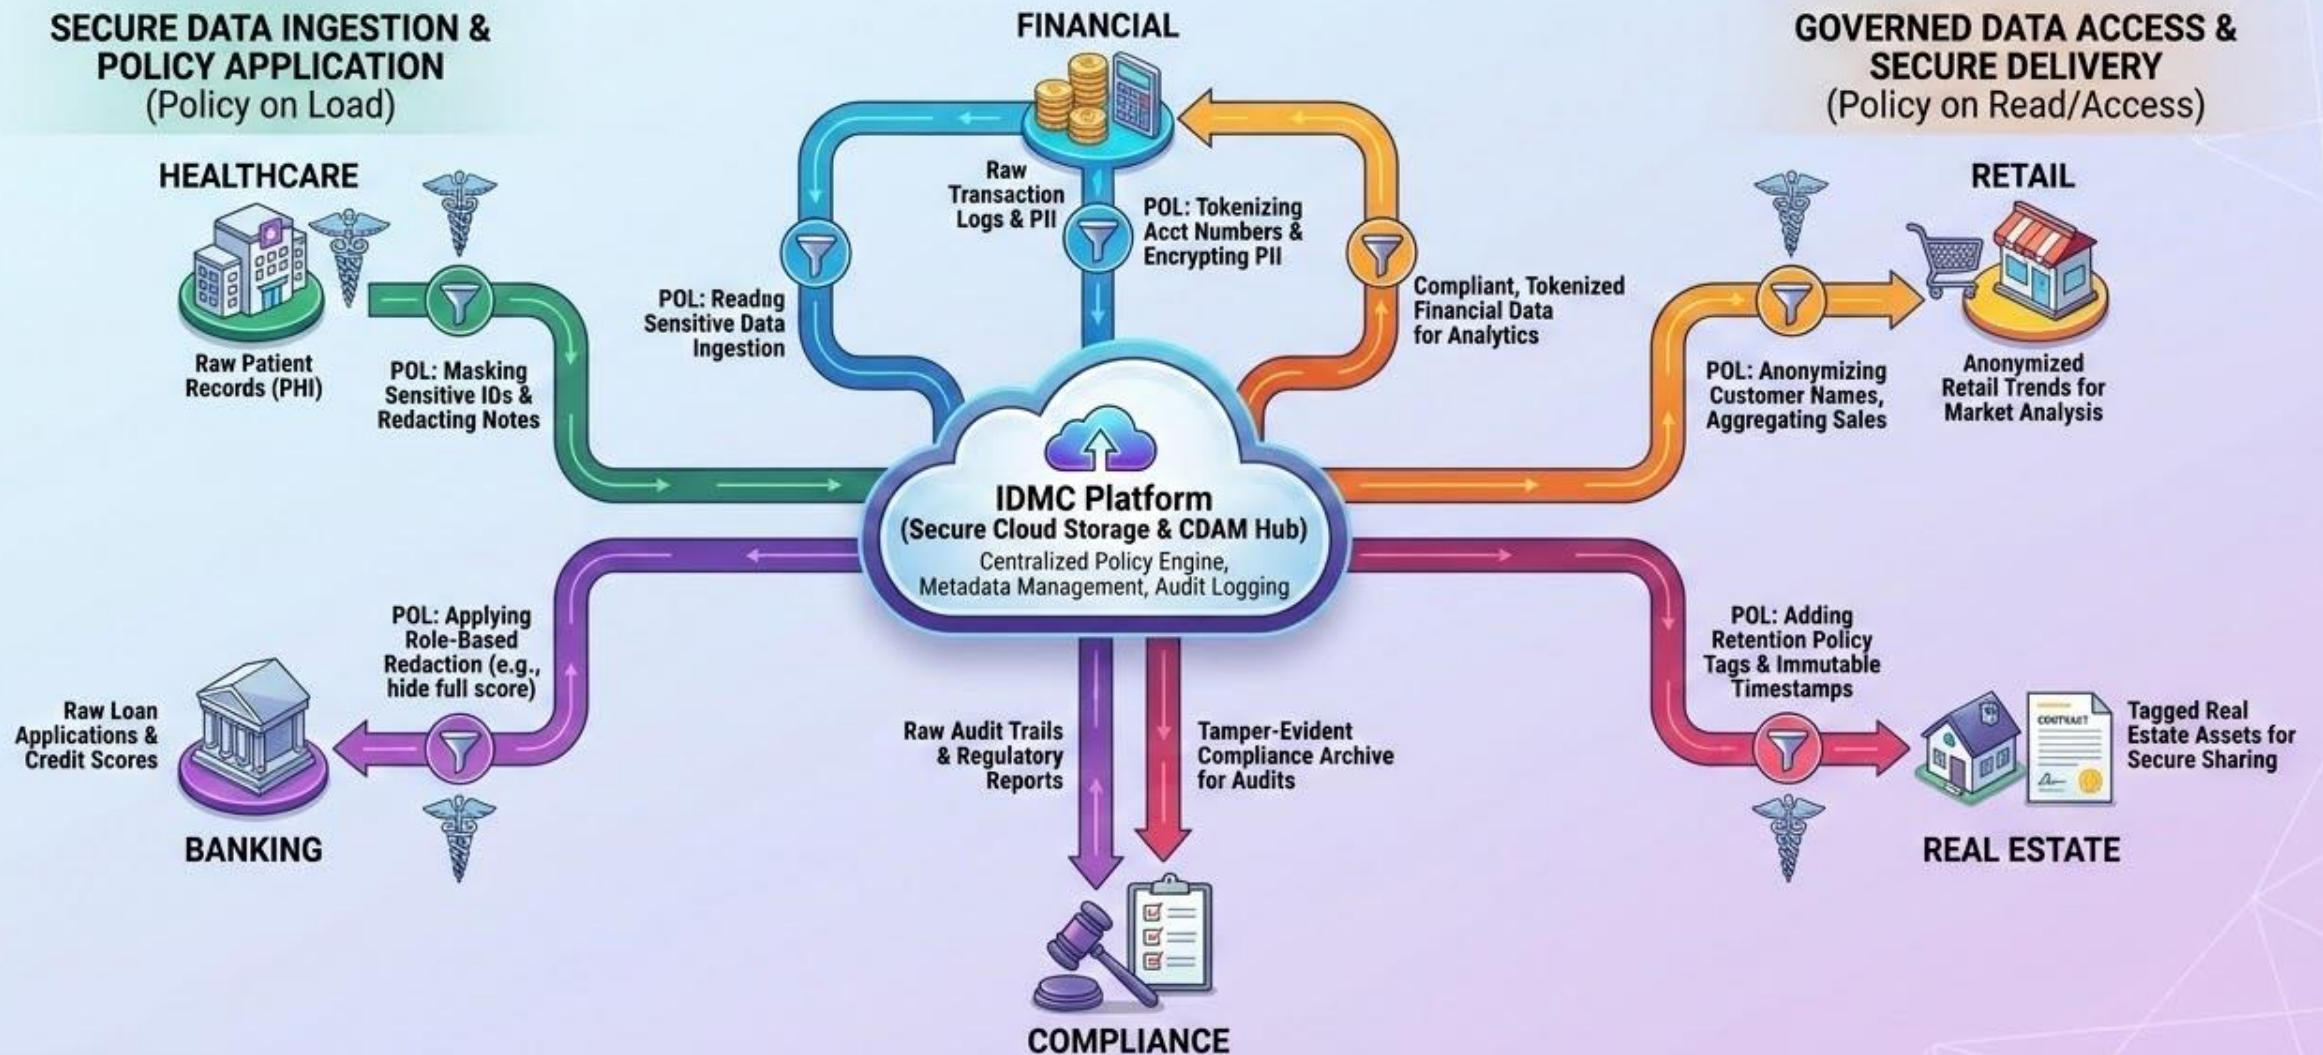 SECURE DATA INGESTION &
POLICY APPLICATION
(Policy on Load)
FINANCIAL
GOVERNED DATA ACCESS &
SECURE DELIVERY
(Policy on Read/Access)
HEALTHCARE
Raw Patient
Records (PHI)
POL: Masking
Sensitive IDs &
Redacting Notes
POL: Readng
Sensitive Data
Ingestion
Raw
Transaction
Logs & PII
POL: Tokenizing
Acct Numbers &
Encrypting PII
Compliant, Tokenized
Financial Data
for Analytics
RETAIL
POL: Anonymizing
Customer Names,
Aggregating Sales
Anonymized
Retail Trends for
Market Analysis
IDMC Platform
(Secure Cloud Storage & CDAM Hub)
Centralized Policy Engine,
Metadata Management, Audit Logging
Raw Loan
Applications &
Credit Scores
POL: Applying
Role-Based
Redaction (e.g.,
hide full score)
BANKING
Raw Audit Trails
& Regulatory
Reports
Tamper-Evident
Compliance Archive
for Audits
COMPLIANCE
POL: Adding
Retention Policy
Tags & Immutable
Timestamps
Tagged Real
Estate Assets for
Secure Sharing
REAL ESTATE